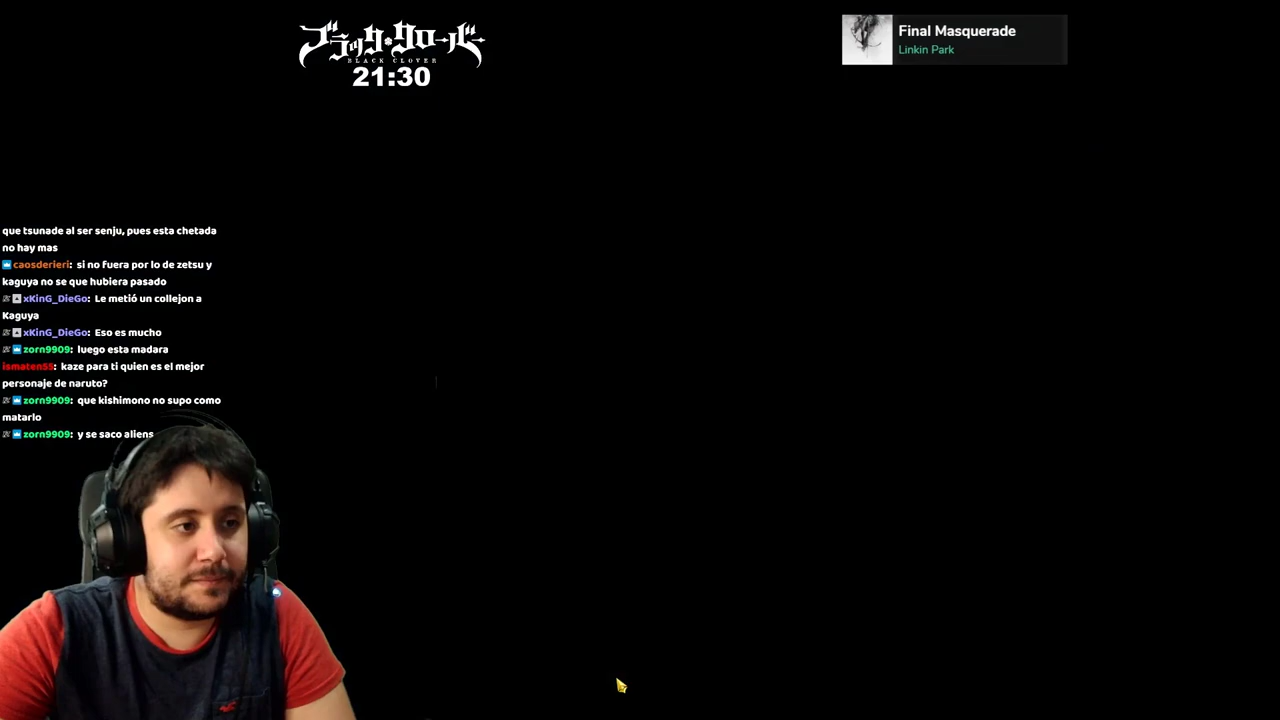 ブラッククローバー
BLACK CLOVER
21:30
Final Masquerade
Linkin Park
que tsunade al ser senju, pues esta chetada
no hay mas
caosderieri: si no fuera por lo de zetsu y
kaguya no se que hubiera pasado
xKinG_DieGo: Le metió un collejon a
Kaguya
xKinG_DieGo: Eso es mucho
zorn9909: luego esta madara
ismaten55: kaze para ti quien es el mejor
personaje de naruto?
zorn9909: que kishimono no supo como
matarlo
zorn9909: y se saco aliens